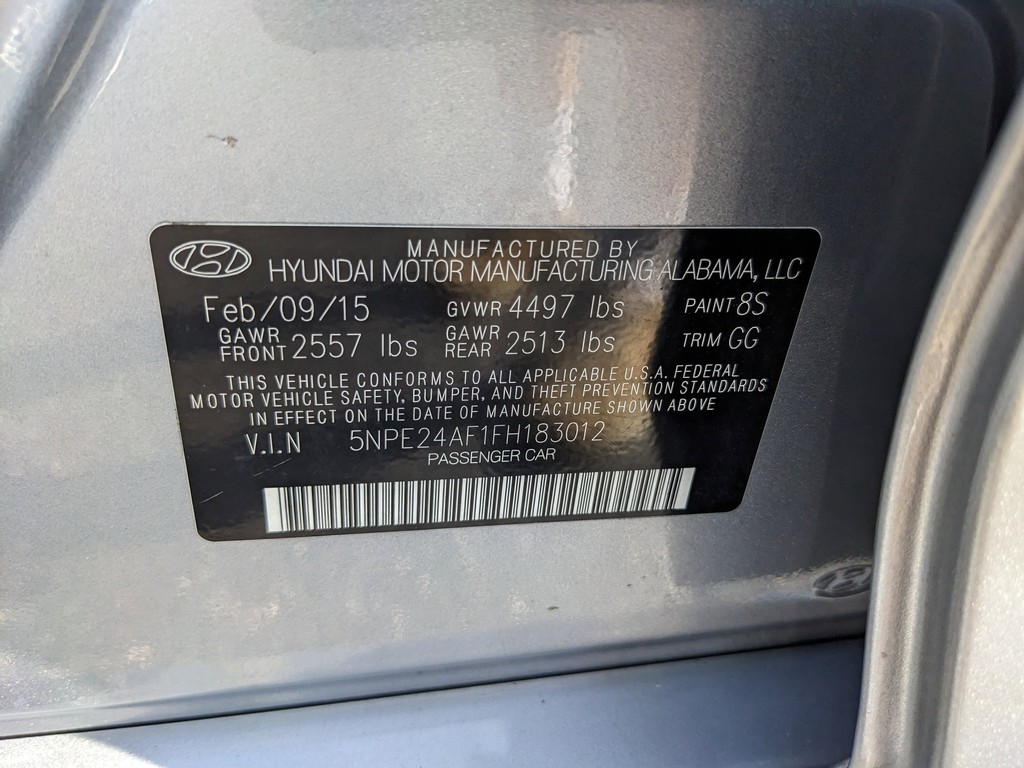 MANUFACTURED BY
HYUNDAI MOTOR MANUFACTURING ALABAMA, LLC
Feb/09/15 GVWR 4497 lbs PAINT 8S
GAWR FRONT 2557 lbs GAWR REAR 2513 lbs TRIM GG
THIS VEHICLE CONFORMS TO ALL APPLICABLE U.S.A. FEDERAL
MOTOR VEHICLE SAFETY, BUMPER, AND THEFT PREVENTION STANDARDS
IN EFFECT ON THE DATE OF MANUFACTURE SHOWN ABOVE
V.I.N 5NPE24AF1FH183012
PASSENGER CAR